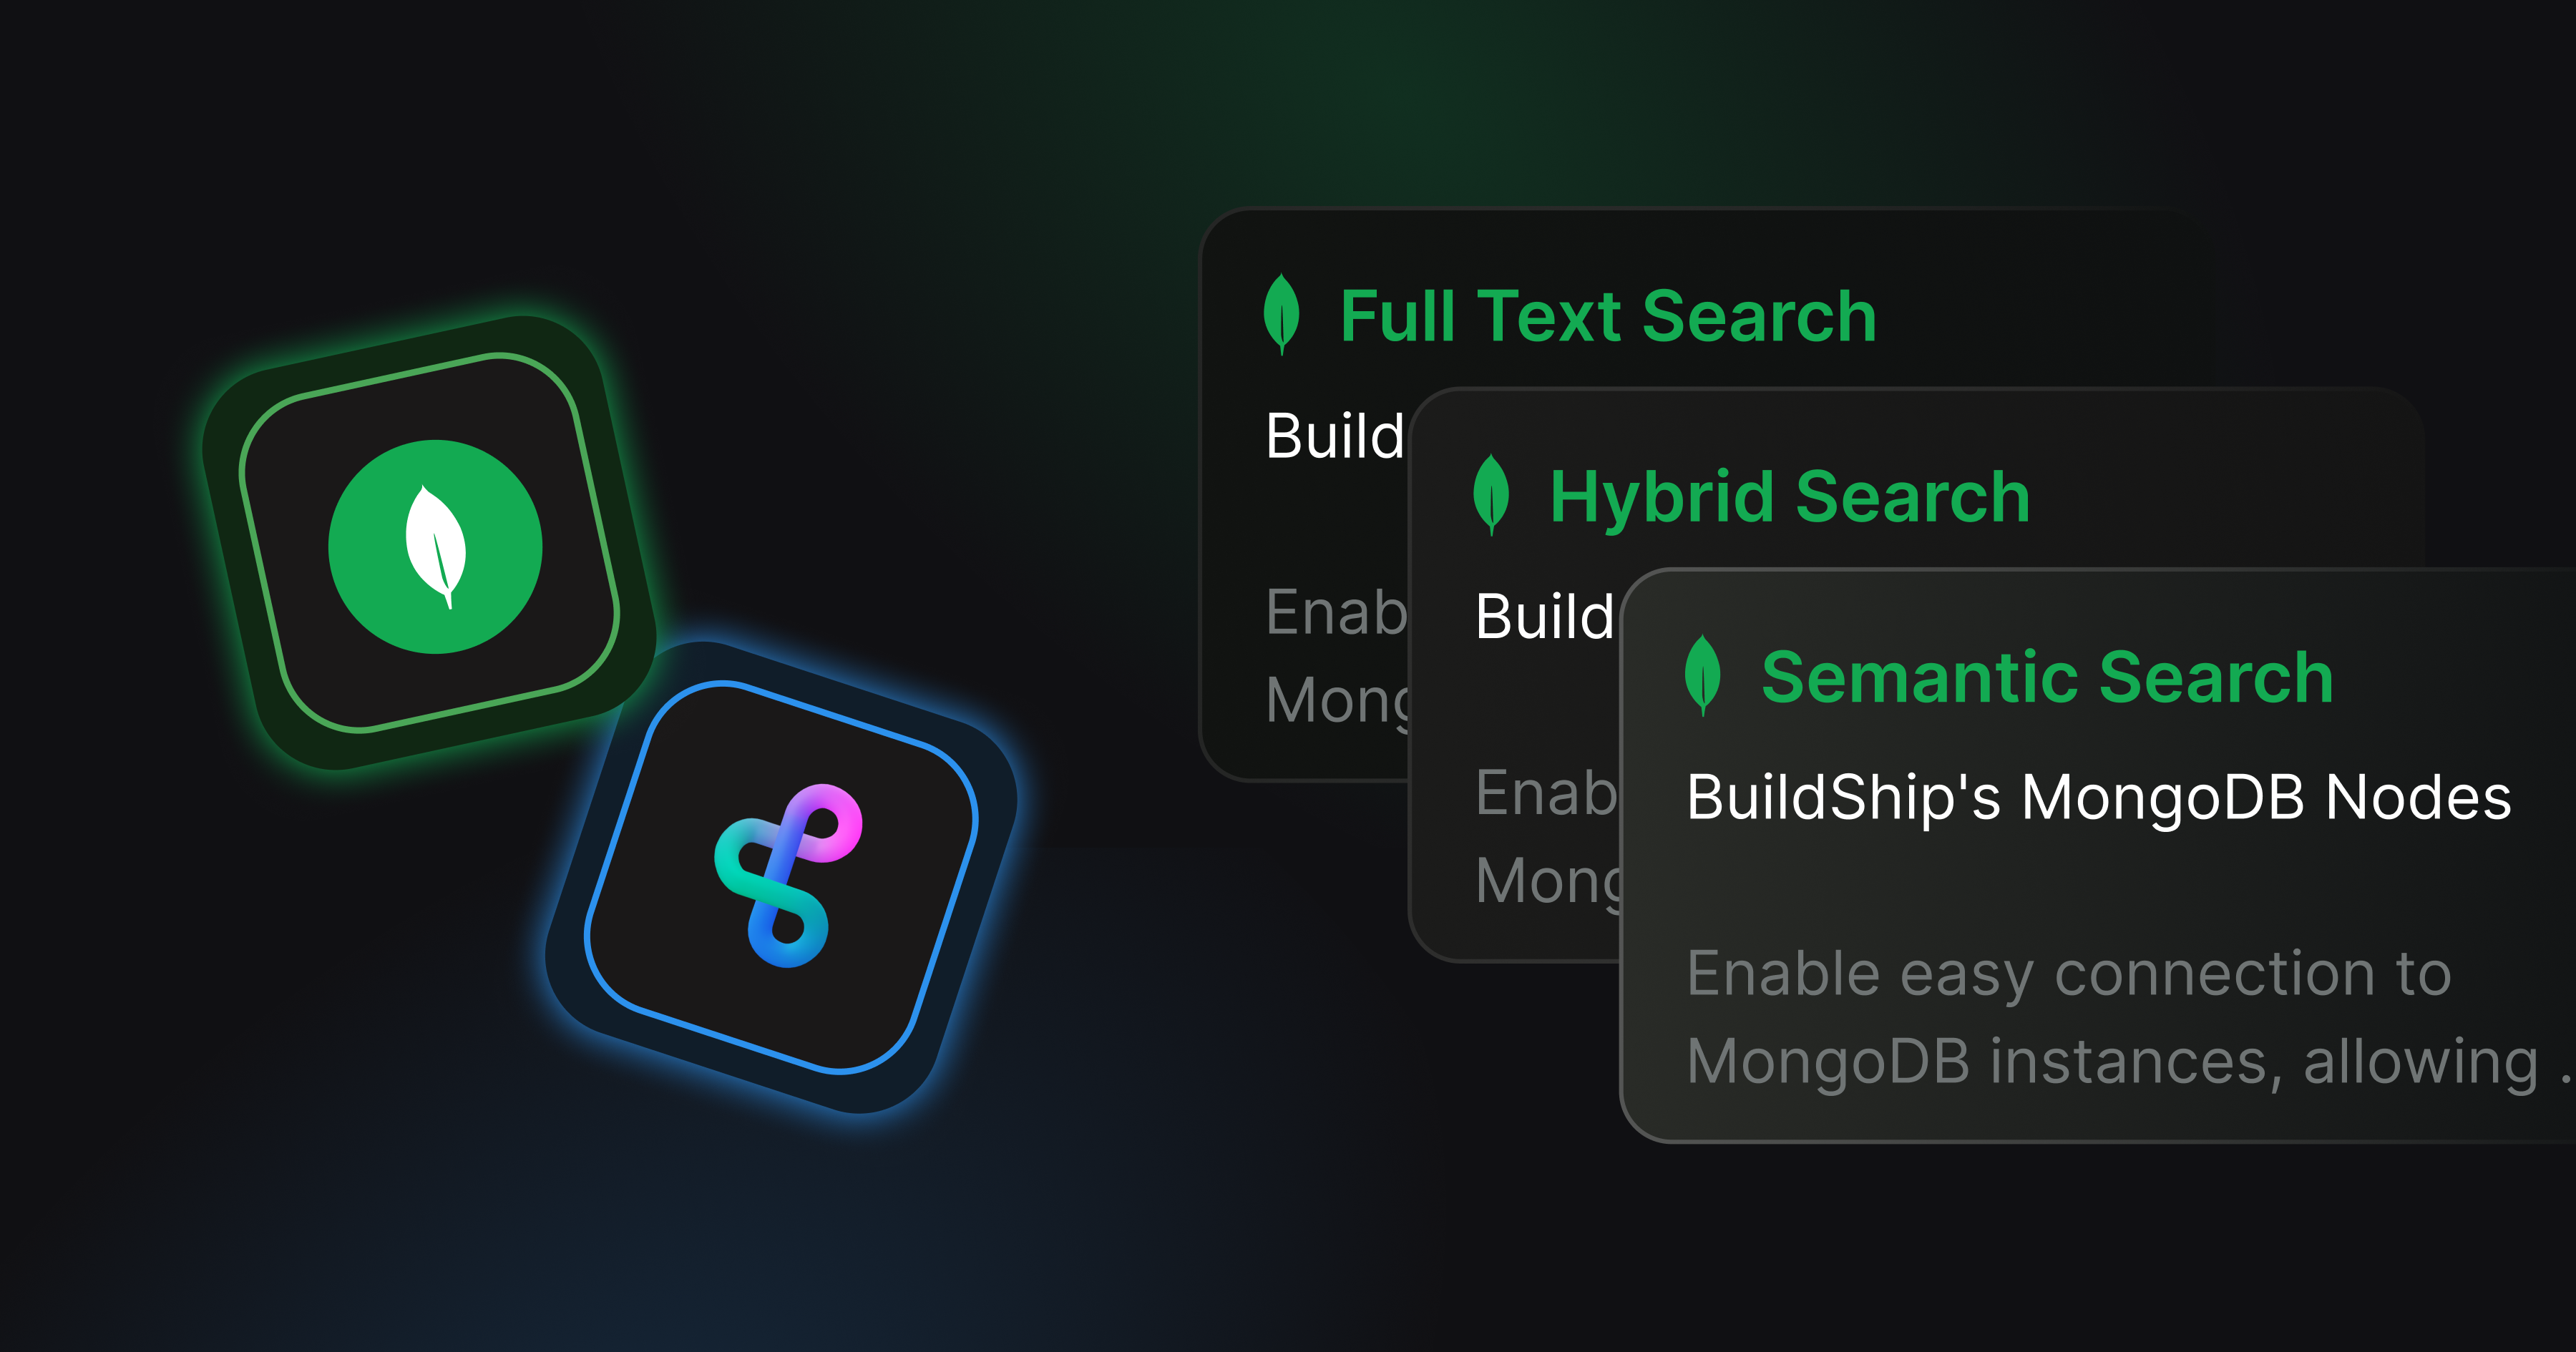 Full Text Search
Build
Enab
Mong
Hybrid Search
Build
Enab
Mong
Semantic Search
BuildShip's MongoDB Nodes
Enable easy connection to
MongoDB instances, allowing .